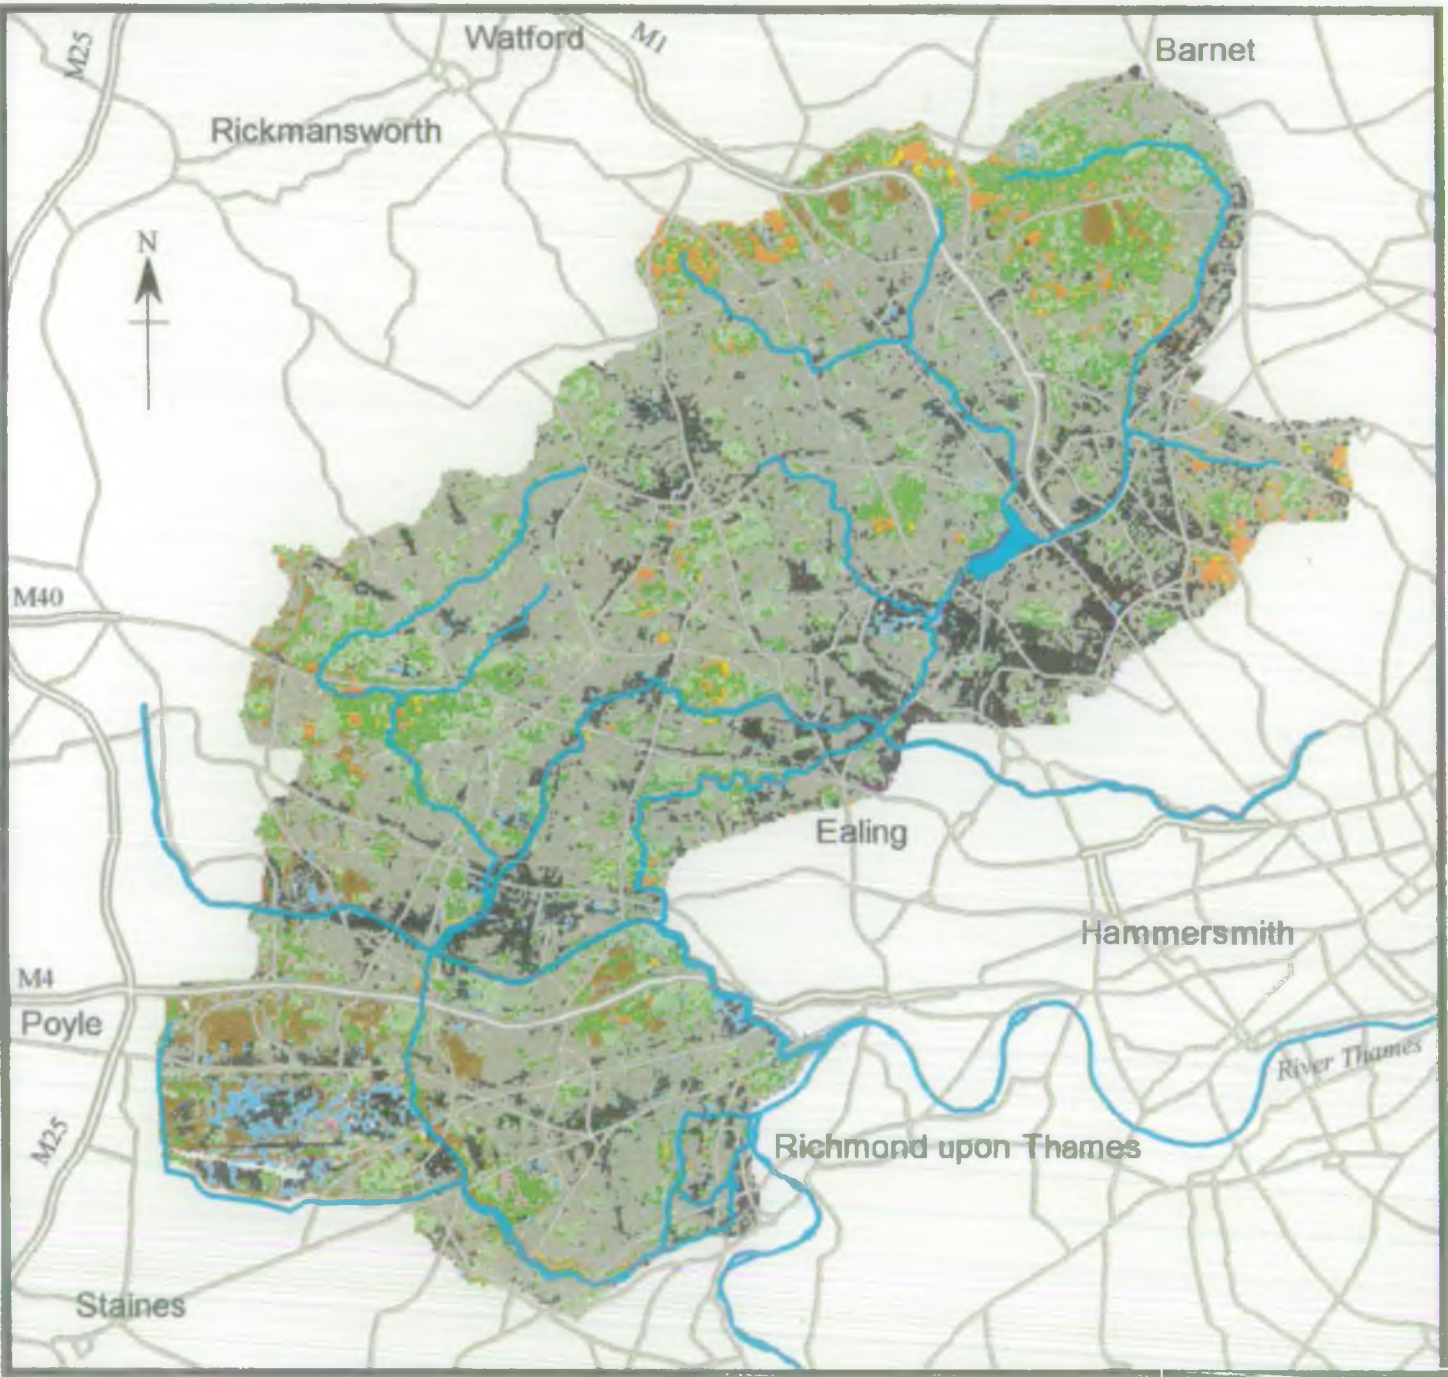 M25
Watford
M1
Barnet
Rickmansworth
N
M40
Ealing
Hammersmith
M4
Poyle
River Thames
M25
Richmond upon Thames
Staines